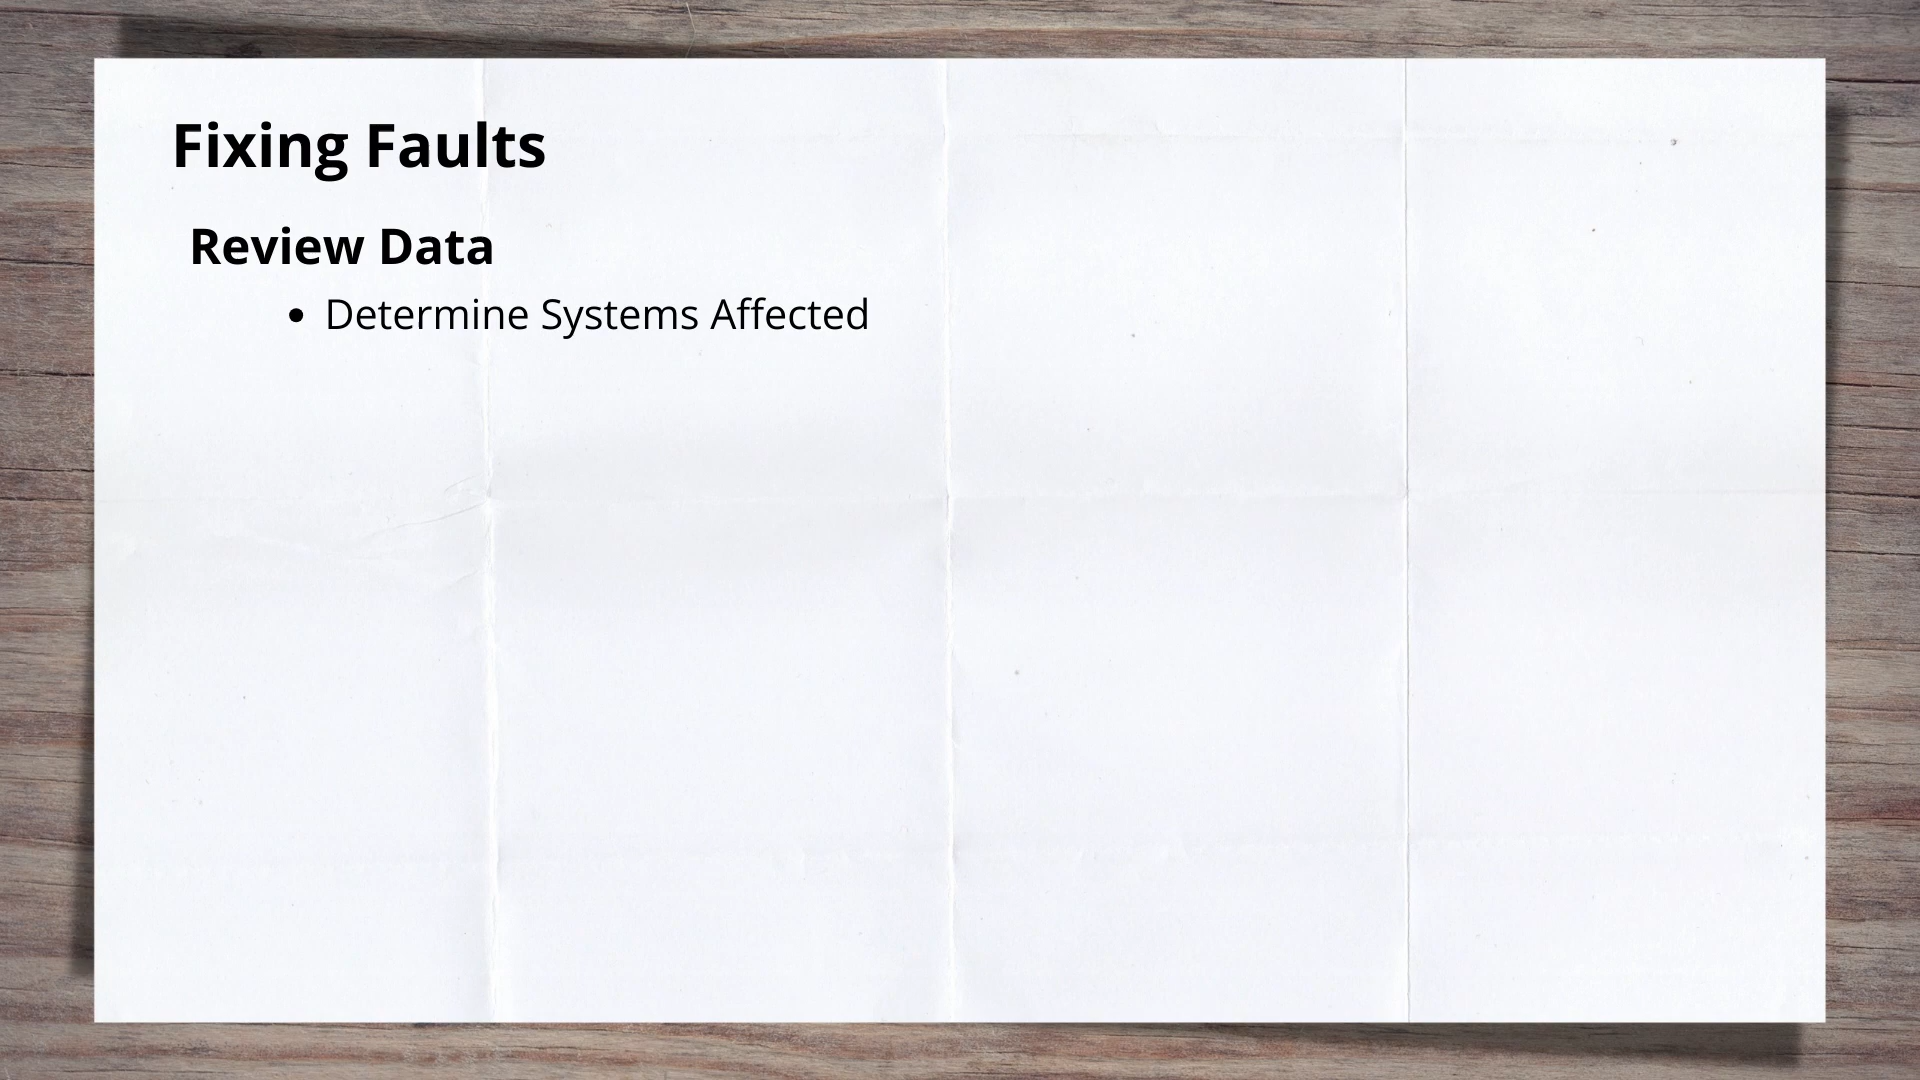 Fixing Faults
Review Data
• Determine Systems Affected